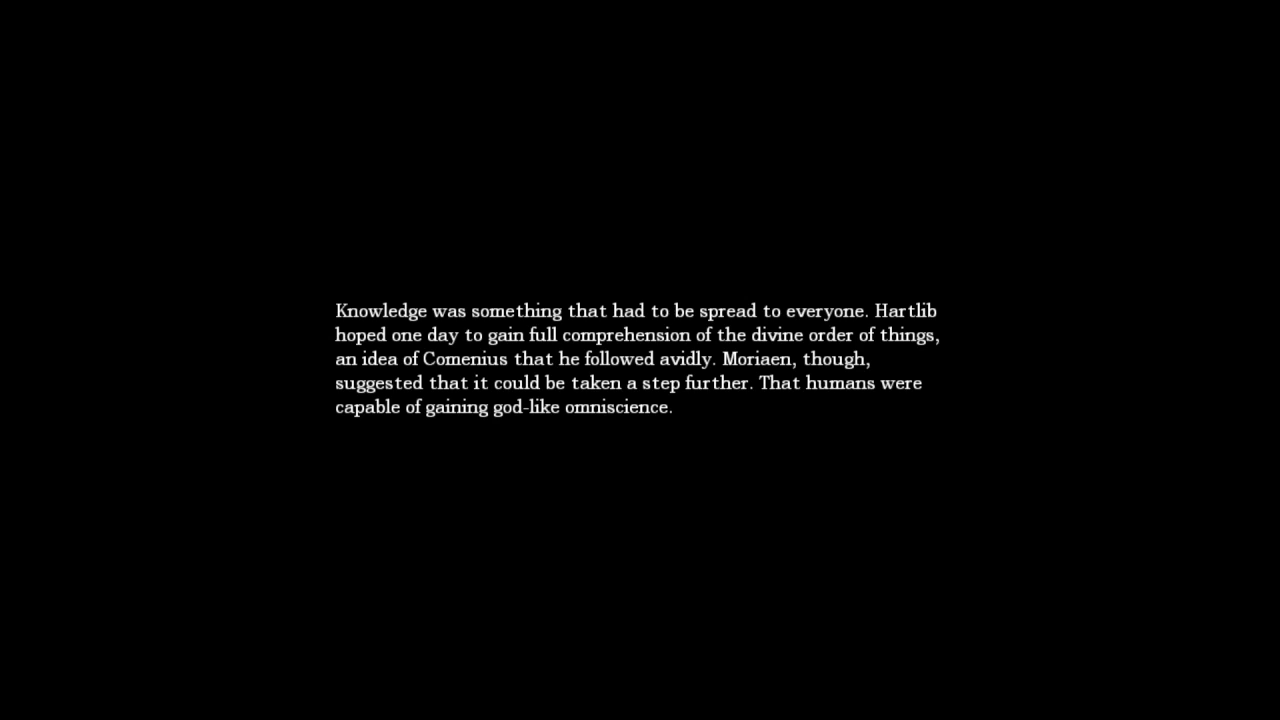 Knowledge was something that had to be spread to everyone. Hartlib
hoped one day to gain full comprehension of the divine order of things,
an idea of Comenius that he followed avidly. Moriaen, though,
suggested that it could be taken a step further. That humans were
capable of gaining god-like omniscience.